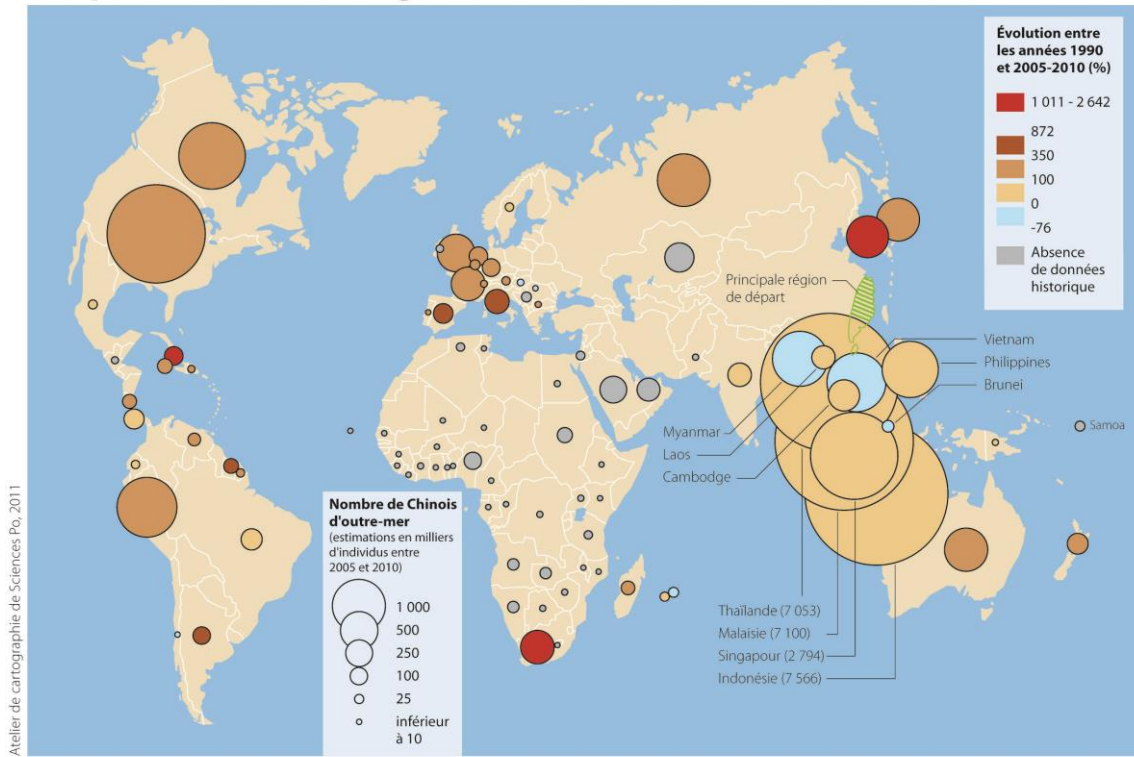 Évolution entre
les années 1990
et 2005-2010 (%)
1 011 - 2 642
872
350
100
0
-76
Absence
de données
historique
Principale région
de départ
Vietnam
Philippines
Brunei
Samoa
Myanmar
Laos
Cambodge
Thaïlande (7 053)
Malaisie (7 100)
Singapour (2 794)
Indonésie (7 566)
Nombre de Chinois
d'outre-mer
(estimations en milliers
d'individus entre
2005 et 2010)
1 000
500
250
100
25
inférieur
à 10
Atelier de cartographie de Sciences Po, 2011